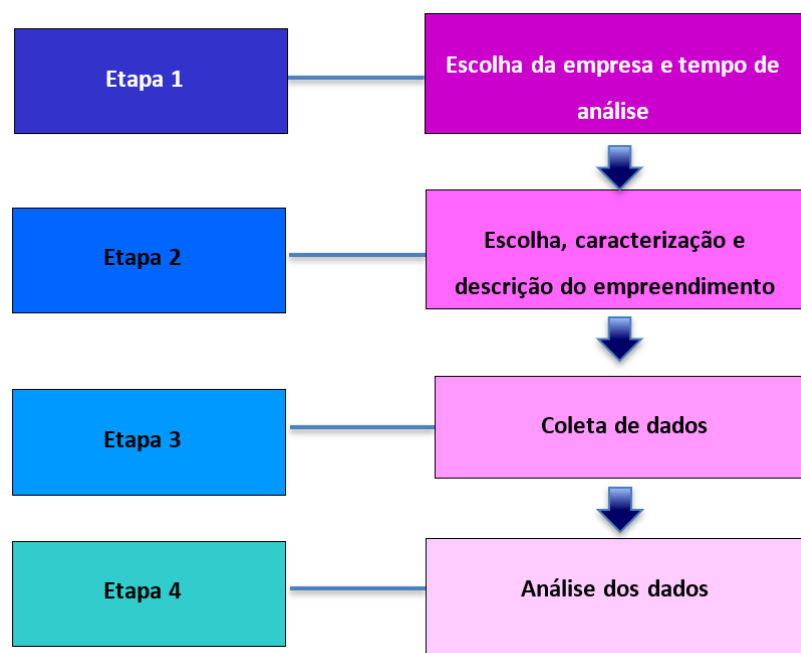 Etapa 1
Escolha da empresa e tempo de
análise
Etapa 2
Escolha, caracterização e
descrição do empreendimento
Etapa 3
Coleta de dados
Etapa 4
Análise dos dados